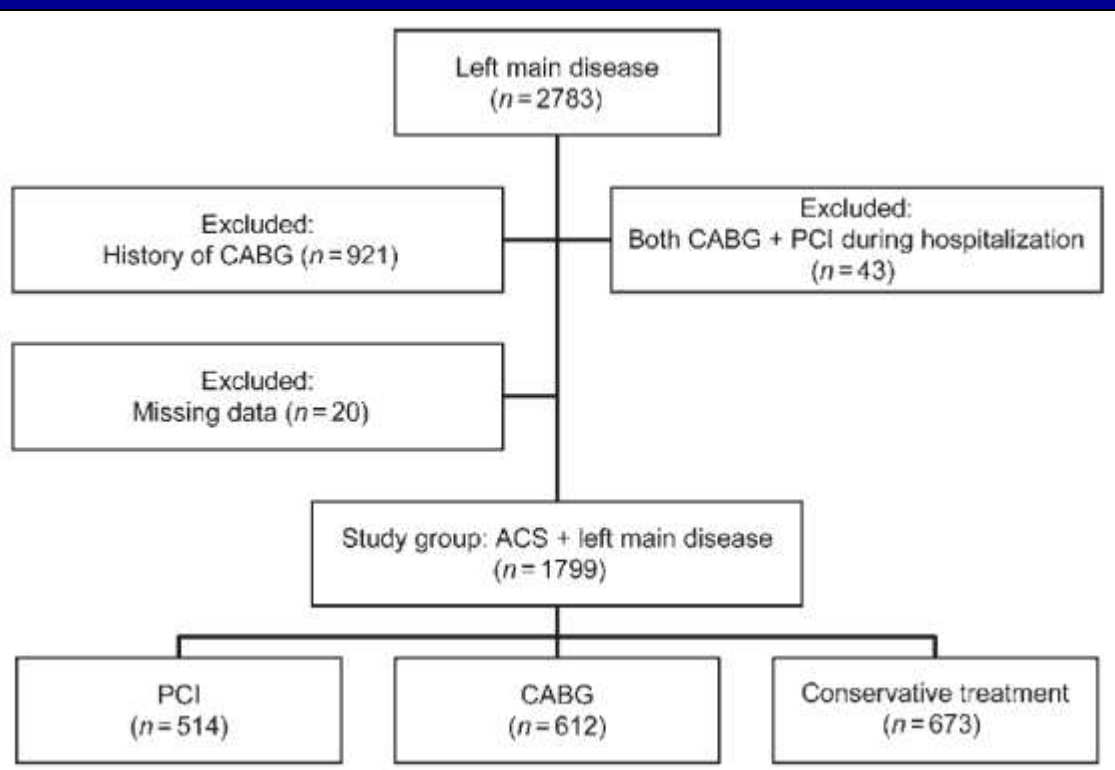 Left main disease
(n=2783)
Excluded:
History of CABG (n=921)
Excluded:
Both CABG + PCI during hospitalization
(n=43)
Excluded:
Missing data (n=20)
Study group: ACS + left main disease
(n=1799)
PCI
(n=514)
CABG
(n=612)
Conservative treatment
(n=673)